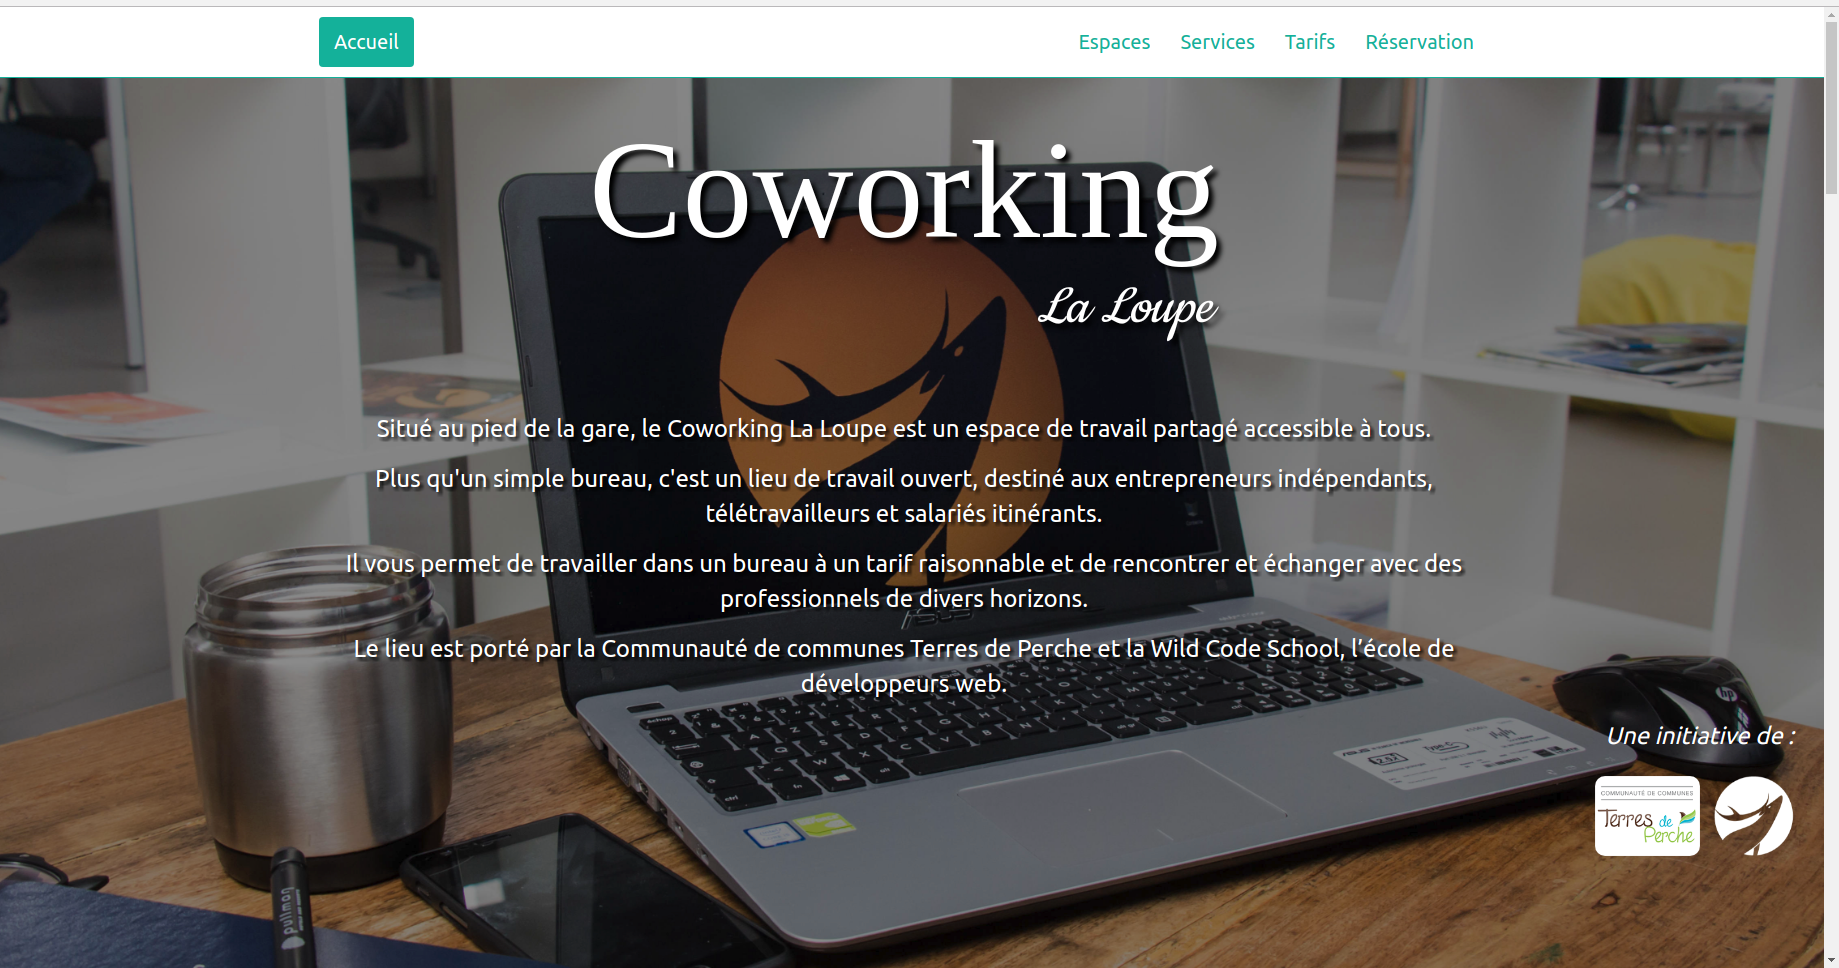 Accueil
Espaces Services Tarifs Réservation
Coworking
La Loupe
Situé au pied de la gare, le Coworking La Loupe est un espace de travail partagé accessible à tous.
Plus qu'un simple bureau, c'est un lieu de travail ouvert, destiné aux entrepreneurs indépendants,
télétravailleurs et salariés itinérants.
Il vous permet de travailler dans un bureau à un tarif raisonnable et de rencontrer et échanger avec des
professionnels de divers horizons.
Le lieu est porté par la Communauté de communes Terres de Perche et la Wild Code School, l’école de
développeurs web.
ASUS
hp
Une initiative de :
COMMUNAUTÉ DE COMMUNES
Terres de
Perche
pullman